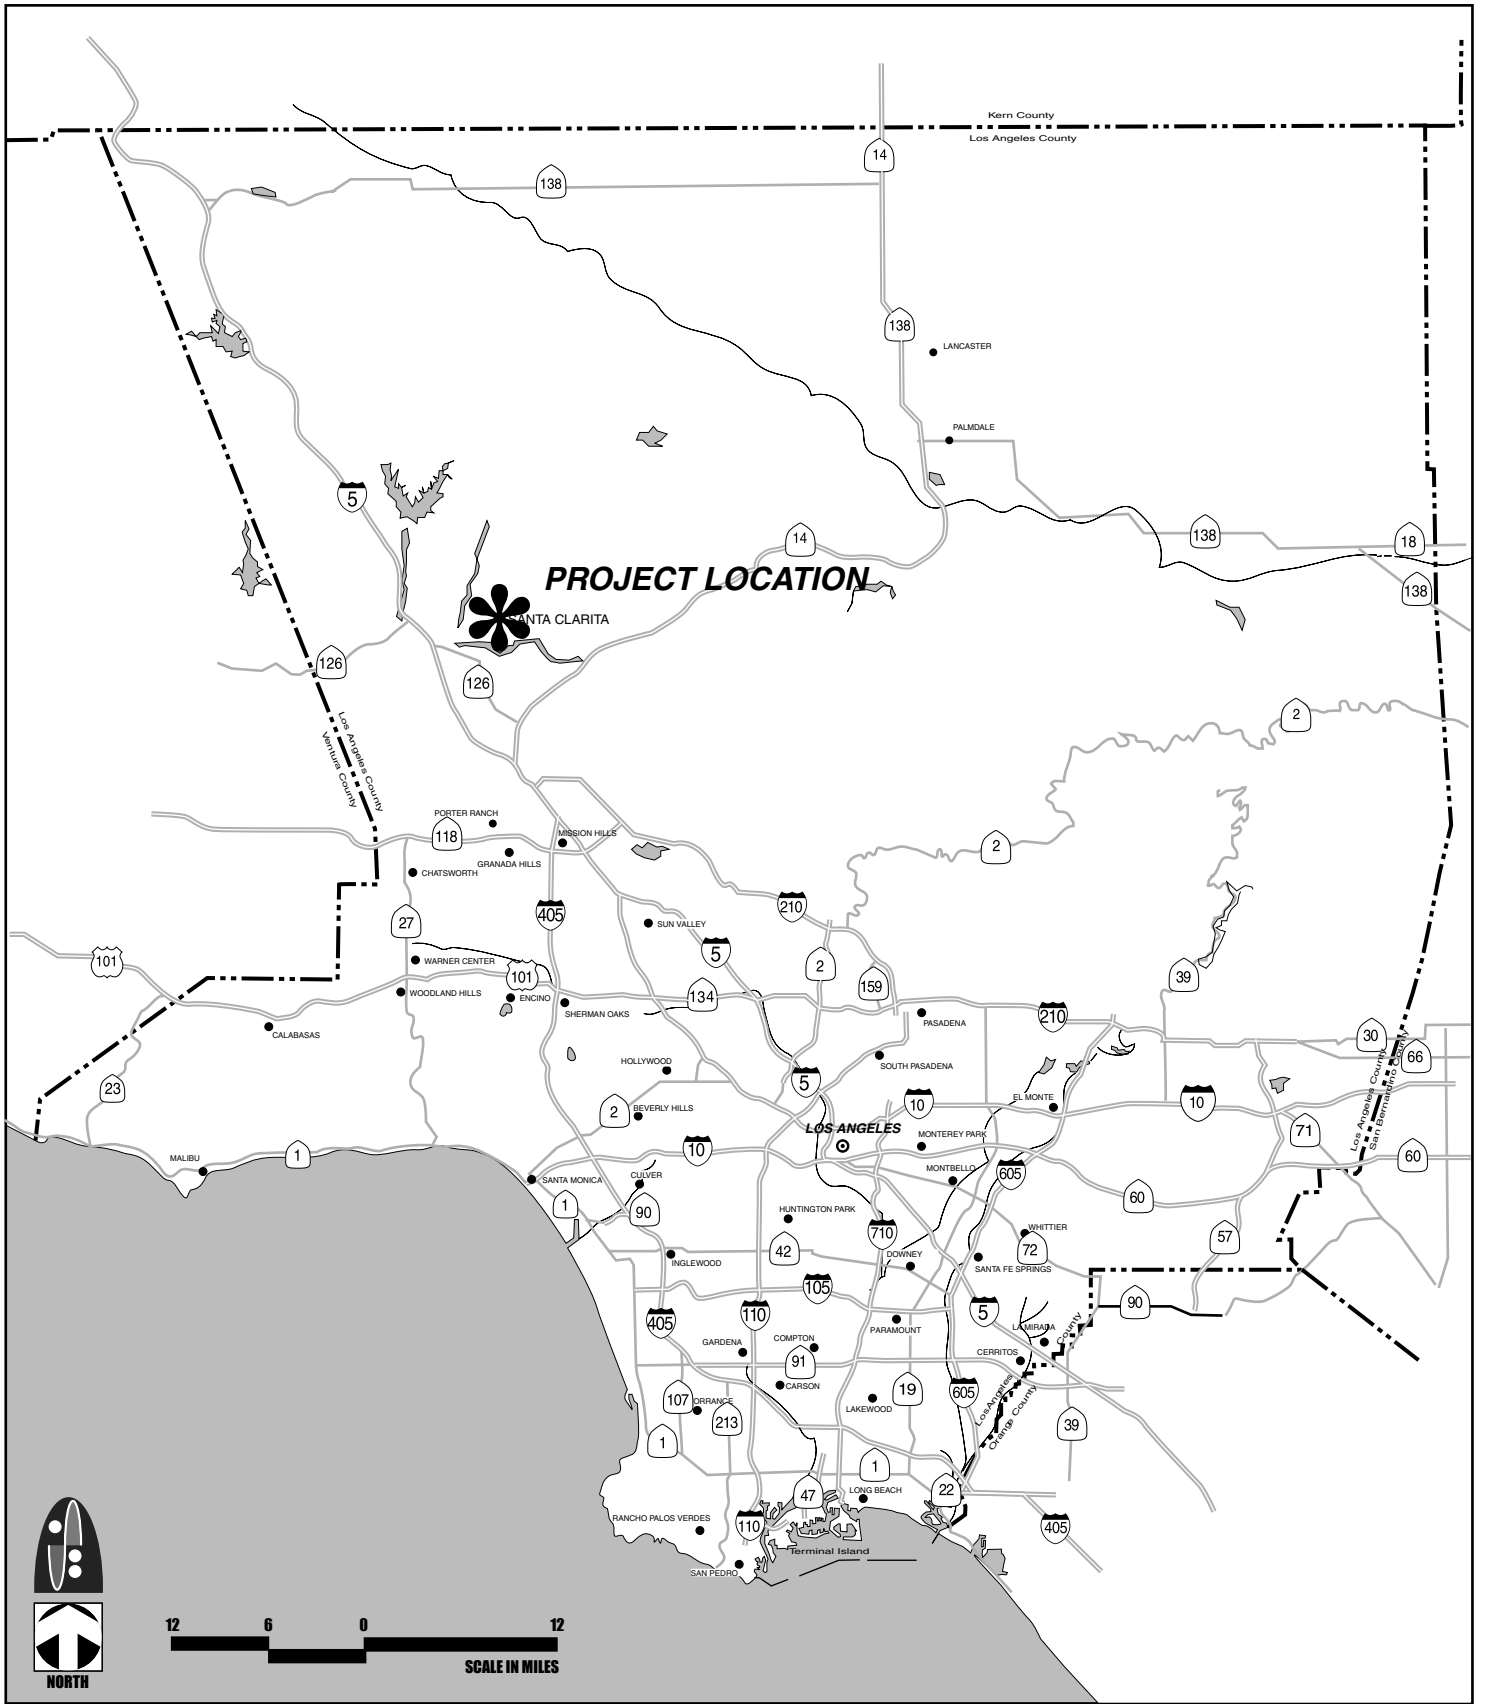 Kern County
Los Angeles County
14
138
138
LANCASTER
PALMDALE
5
14
138
18
138
PROJECT LOCATION
SANTA CLARITA
126
126
2
Los Angeles County
Ventura County
PORTER RANCH
118
MISSION HILLS
GRANADA HILLS
CHATSWORTH
2
210
405
27
SUN VALLEY
5
101
WARNER CENTER
101
2
159
39
134
WOODLAND HILLS
ENCINO
SHERMAN OAKS
PASADENA
210
CALABASAS
30
66
HOLLYWOOD
SOUTH PASADENA
23
5
2
BEVERLY HILLS
10
EL MONTE
10
LOS ANGELES
MONTEREY PARK
71
Los Angeles County
San Bernardino County
MALIBU
1
10
60
MONTBELLO
605
SANTA MONICA
CULVER
1
90
HUNTINGTON PARK
60
710
WHITTIER
72
57
42
DOWNEY
INGLEWOOD
SANTA FE SPRINGS
105
90
405
110
5
PARAMOUNT
LA MIRADA
County
GARDENA
COMPTON
91
CERRITOS
CARSON
107
ORRANCE
213
LAKEWOOD
19
605
Los Angeles
Orange County
39
1
1
47
LONG BEACH
22
RANCHO PALOS VERDES
110
405
Terminal Island
SAN PEDRO
12 6 0 12
SCALE IN MILES
NORTH